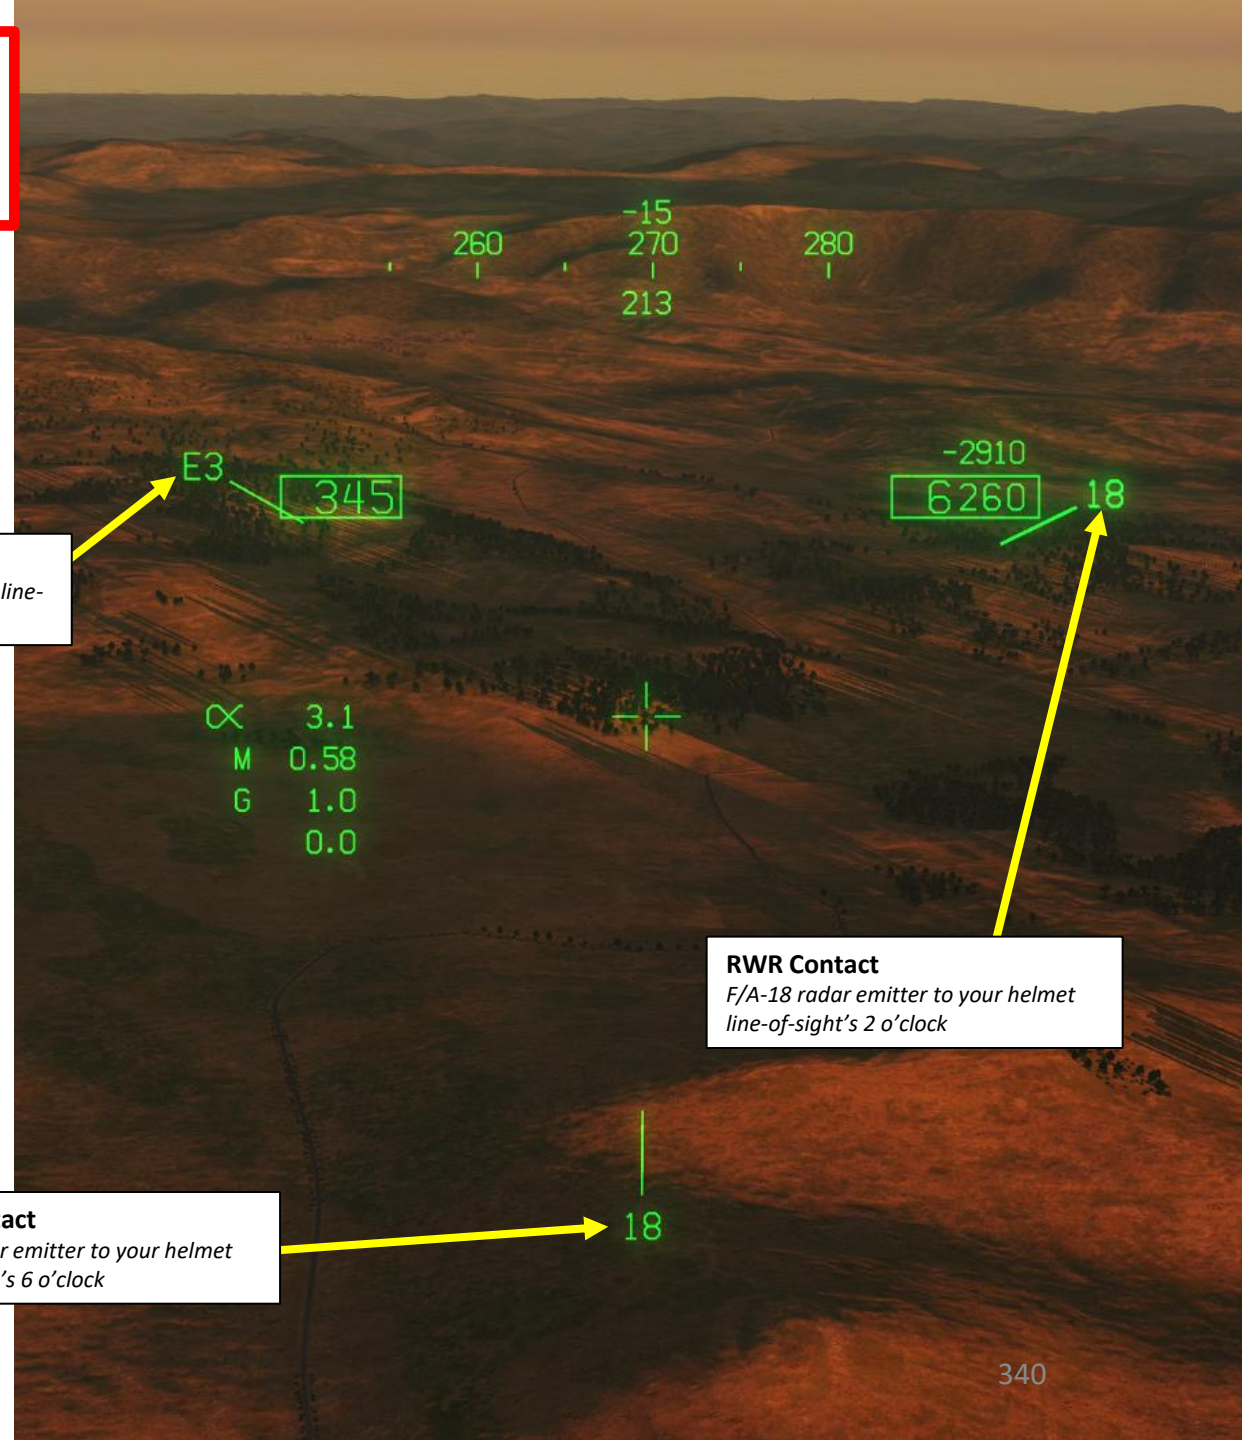 -15
260 270 280
213
E3
345
-2910
6260
18
line-
α 3.1
M 0.58
G 1.0
0.0
RWR Contact
F/A-18 radar emitter to your helmet
line-of-sight’s 2 o’clock
18
act
r emitter to your helmet
’s 6 o’clock
340